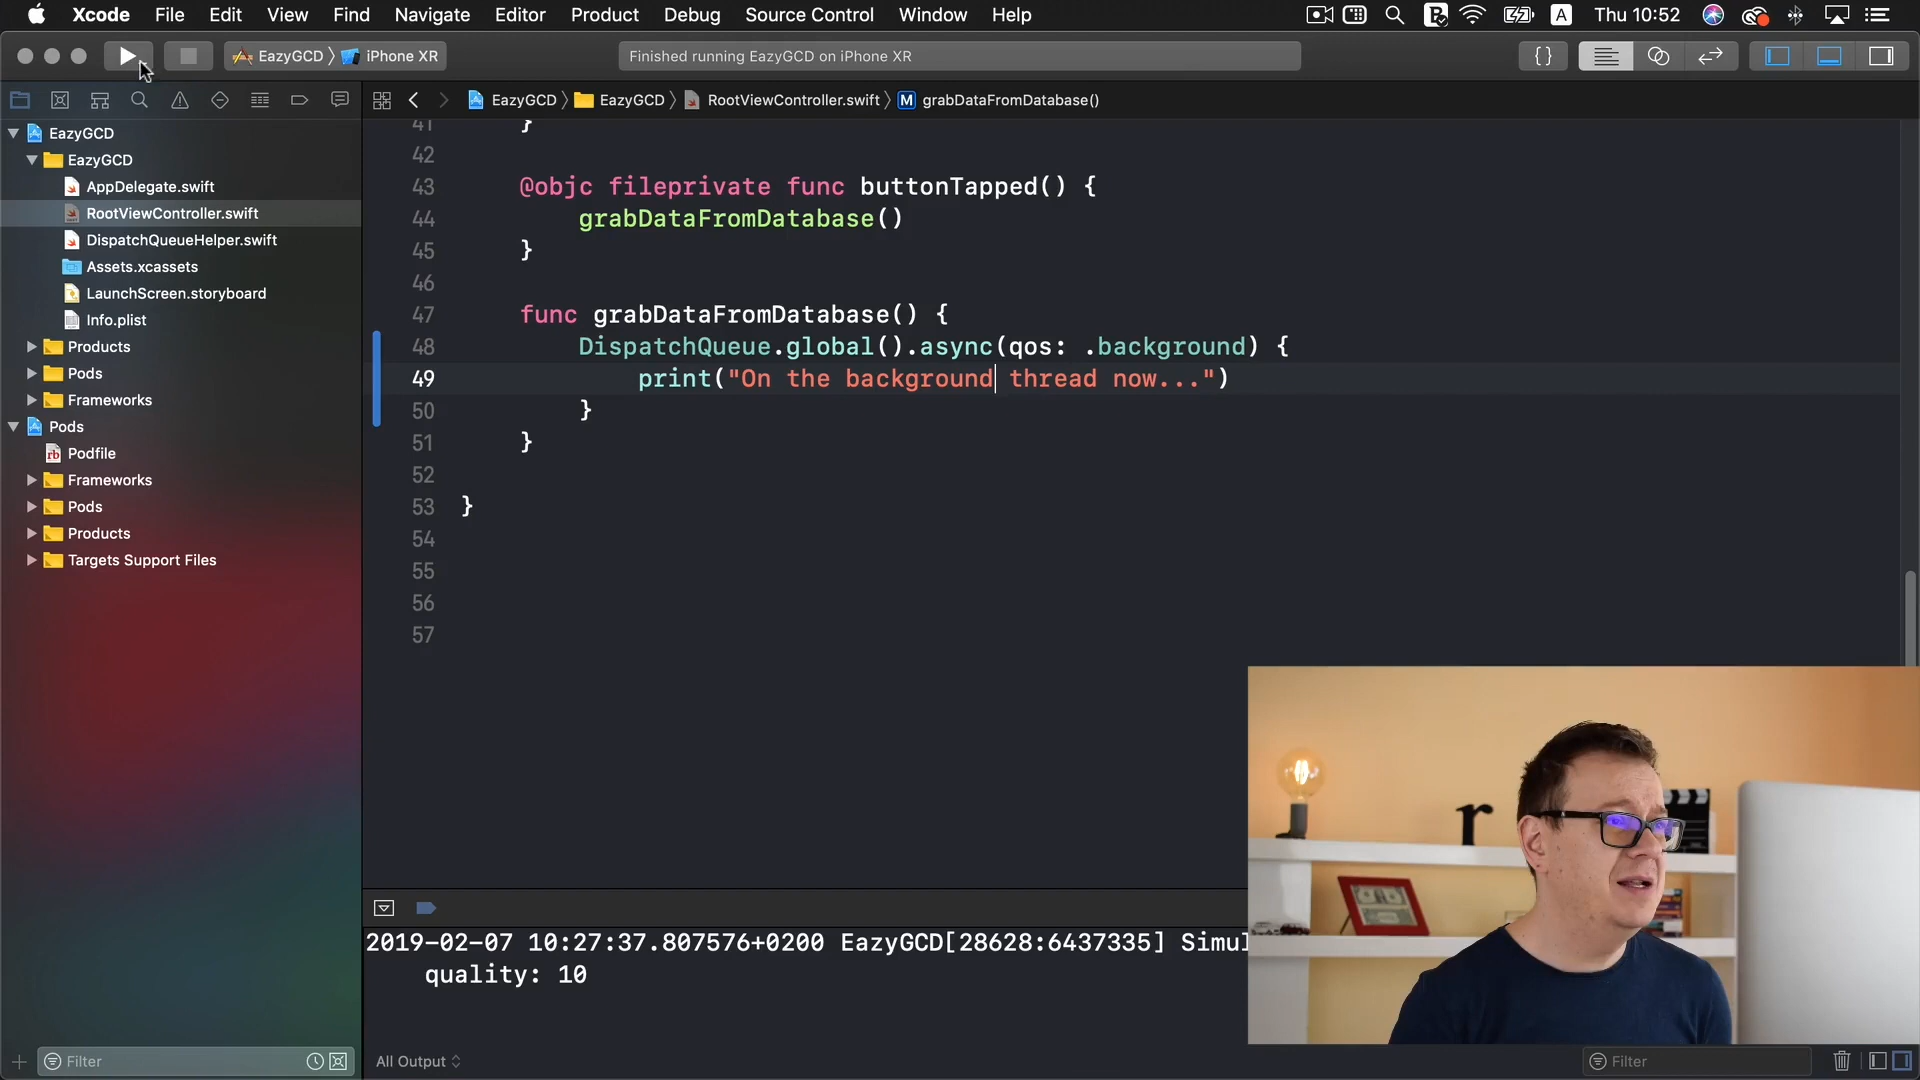 Xcode File Edit View Find Navigate Editor Product Debug Source Control Window Help A Thu 10:52
EazyGCD iPhone XR Finished running EazyGCD on iPhone XR {}
EazyGCD EazyGCD RootViewController.swift M grabDataFromDatabase()
EazyGCD
EazyGCD
AppDelegate.swift
RootViewController.swift
DispatchQueueHelper.swift
Assets.xcassets
LaunchScreen.storyboard
Info.plist
Products
Pods
Frameworks
Pods
rb Podfile
Frameworks
Pods
Products
Targets Support Files
Filter
41 }
42
43 @objc fileprivate func buttonTapped() {
44 grabDataFromDatabase()
45 }
46
47 func grabDataFromDatabase() {
48 DispatchQueue.global().async(qos: .background) {
49 print("On the background thread now...")
50 }
51 }
52
53 }
54
55
56
57
2019-02-07 10:27:37.807576+0200 EazyGCD[28628:6437335] Simul
quality: 10
All Output
Filter
r